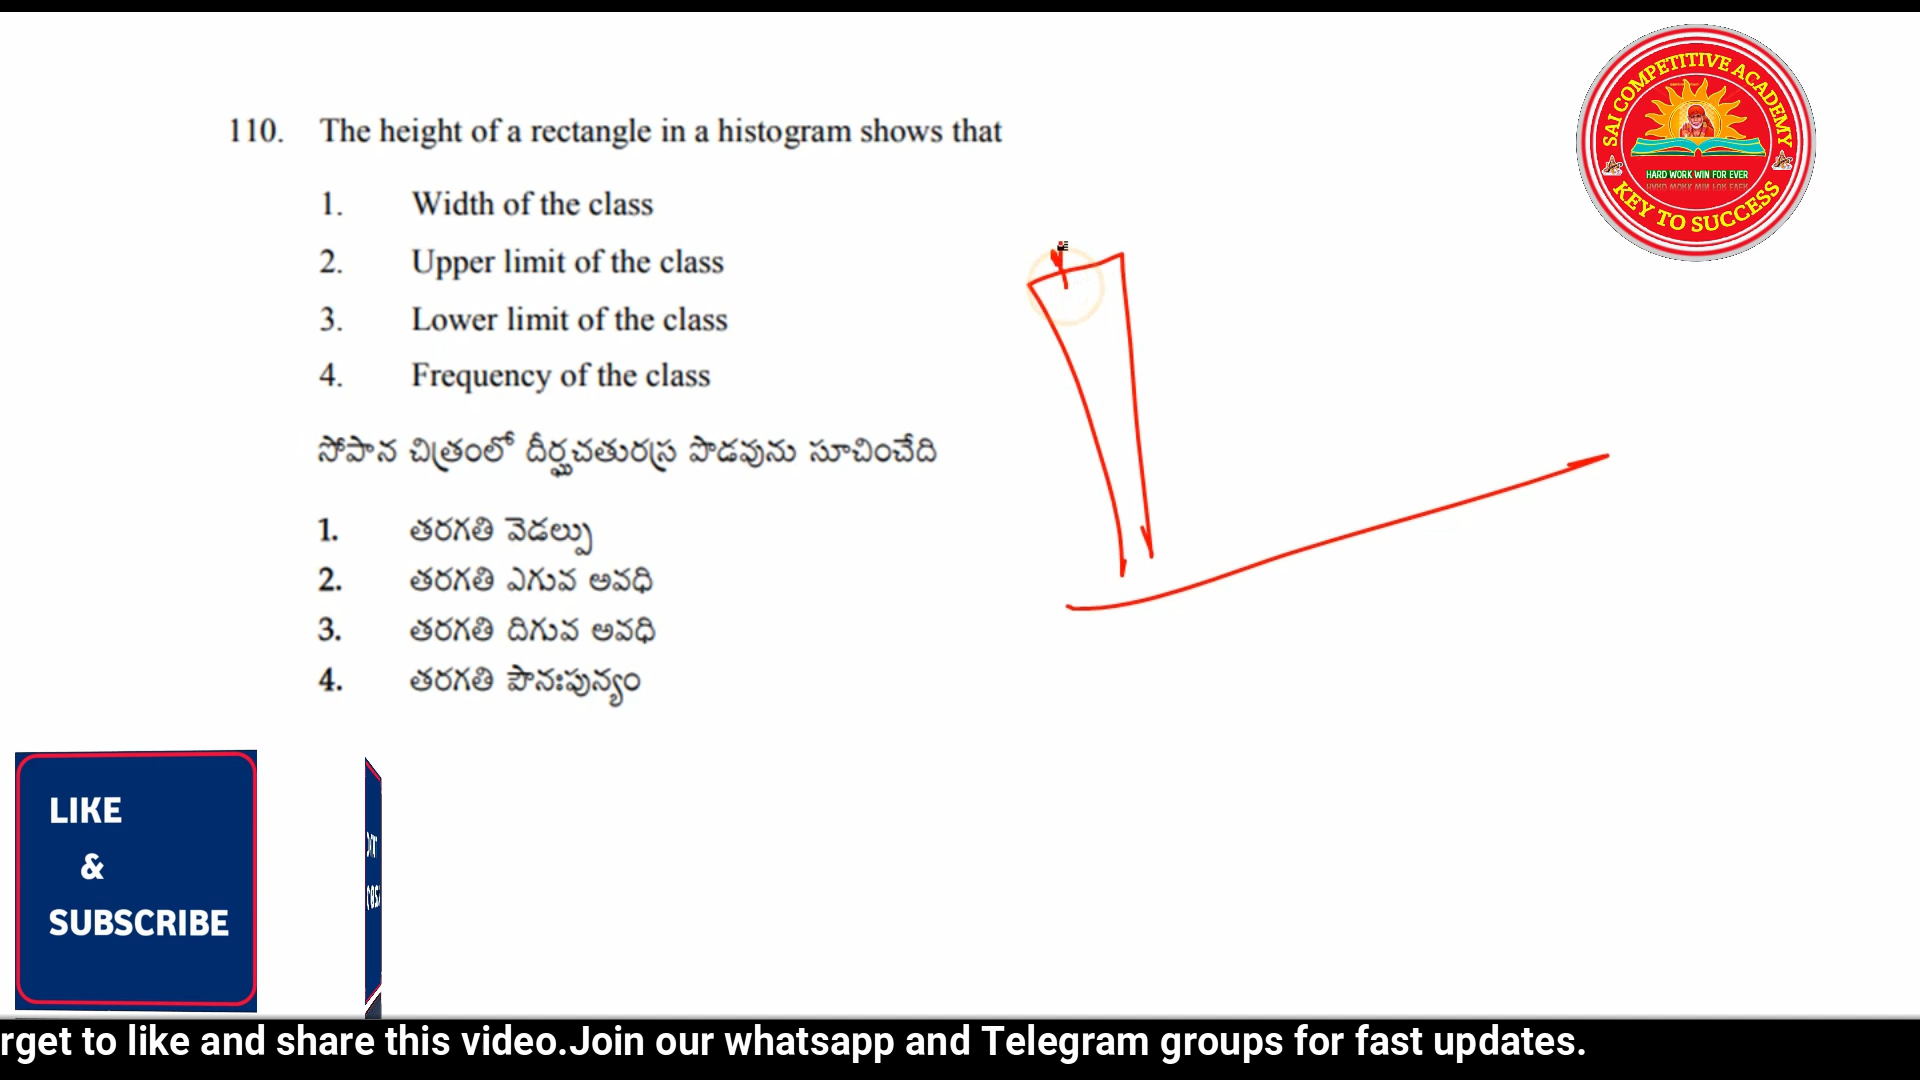 110. The height of a rectangle in a histogram shows that
1. Width of the class
2. Upper limit of the class
3. Lower limit of the class
4. Frequency of the class
సోపాన చిత్రంలో దీర్ఘచతురస్ర పొడవును సూచించేది
1. తరగతి వెడల్పు
2. తరగతి ఎగువ అవధి
3. తరగతి దిగువ అవధి
4. తరగతి పౌనఃపున్యం
SAI COMPETITIVE ACADEMY
HARD WORK WIN FOR EVER
KEY TO SUCCESS
LIKE
&
SUBSCRIBE
rget to like and share this video.Join our whatsapp and Telegram groups for fast updates.